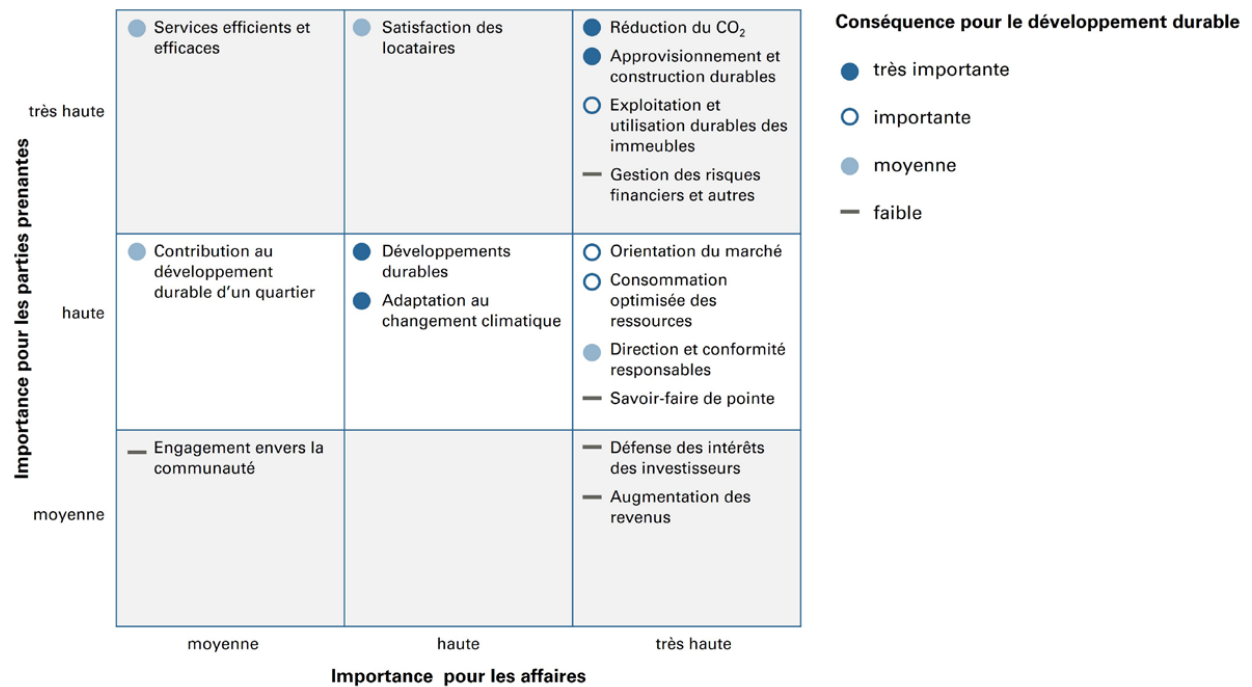 Services efficients et
efficaces
Satisfaction des
locataires
Réduction du CO₂
Approvisionnement et
construction durables
Exploitation et
utilisation durables des
immeubles
Gestion des risques
financiers et autres
Contribution au
développement
durable d’un quartier
Développements
durables
Adaptation au
changement climatique
Orientation du marché
Consommation
optimisée des
ressources
Direction et conformité
responsables
Savoir-faire de pointe
Engagement envers la
communauté
Défense des intérêts
des investisseurs
Augmentation des
revenus
Importance pour les parties prenantes
très haute
haute
moyenne
moyenne
haute
très haute
Importance pour les affaires
Conséquence pour le développement durable
très importante
importante
moyenne
faible